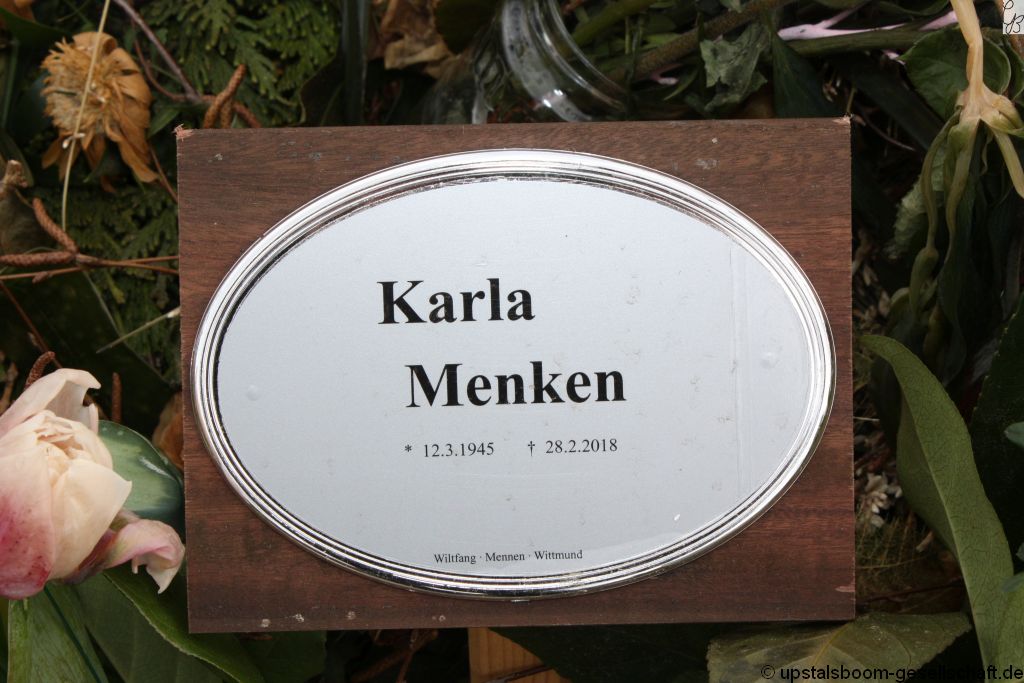 Karla
Menken
* 12.3.1945 † 28.2.2018
Wiltfang · Mennen · Wittmund
© upstalsboom-gesellschaft.de